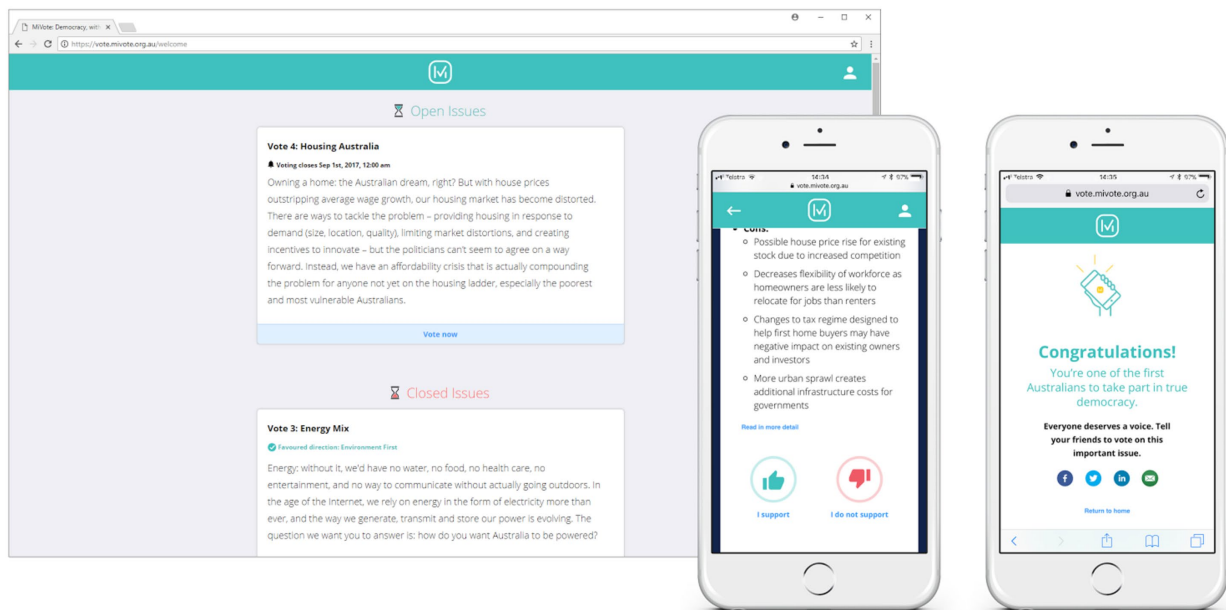 MiVote: Democracy, with
https://vote.mivote.org.au/welcome
Open Issues
Vote 4: Housing Australia
Voting closes Sep 1st, 2017, 12:00 am
Owning a home: the Australian dream, right? But with house prices
outstripping average wage growth, our housing market has become distorted.
There are ways to tackle the problem – providing housing in response to
demand (size, location, quality), limiting market distortions, and creating
incentives to innovate – but the politicians can't seem to agree on a way
forward. Instead, we have an affordability crisis that is actually compounding
the problem for anyone not yet on the housing ladder, especially the poorest
and most vulnerable Australians.
Vote now
Closed Issues
Vote 3: Energy Mix
Favoured direction: Environment First
Energy: without it, we'd have no water, no food, no health care, no
entertainment, and no way to communicate without actually going outdoors. In
the age of the Internet, we rely on energy in the form of electricity more than
ever, and the way we generate, transmit and store our power is evolving. The
question we want you to answer is: how do you want Australia to be powered?
Telstra 14:34 97%
vote.mivote.org.au
Cons:
Possible house price rise for existing
stock due to increased competition
Decreases flexibility of workforce as
homeowners are less likely to
relocate for jobs than renters
Changes to tax regime designed to
help first home buyers may have
negative impact on existing owners
and investors
More urban sprawl creates
additional infrastructure costs for
governments
Read in more detail
I support I do not support
Telstra 14:35 97%
vote.mivote.org.au
Congratulations!
You're one of the first
Australians to take part in true
democracy.
Everyone deserves a voice. Tell
your friends to vote on this
important issue.
Return to home